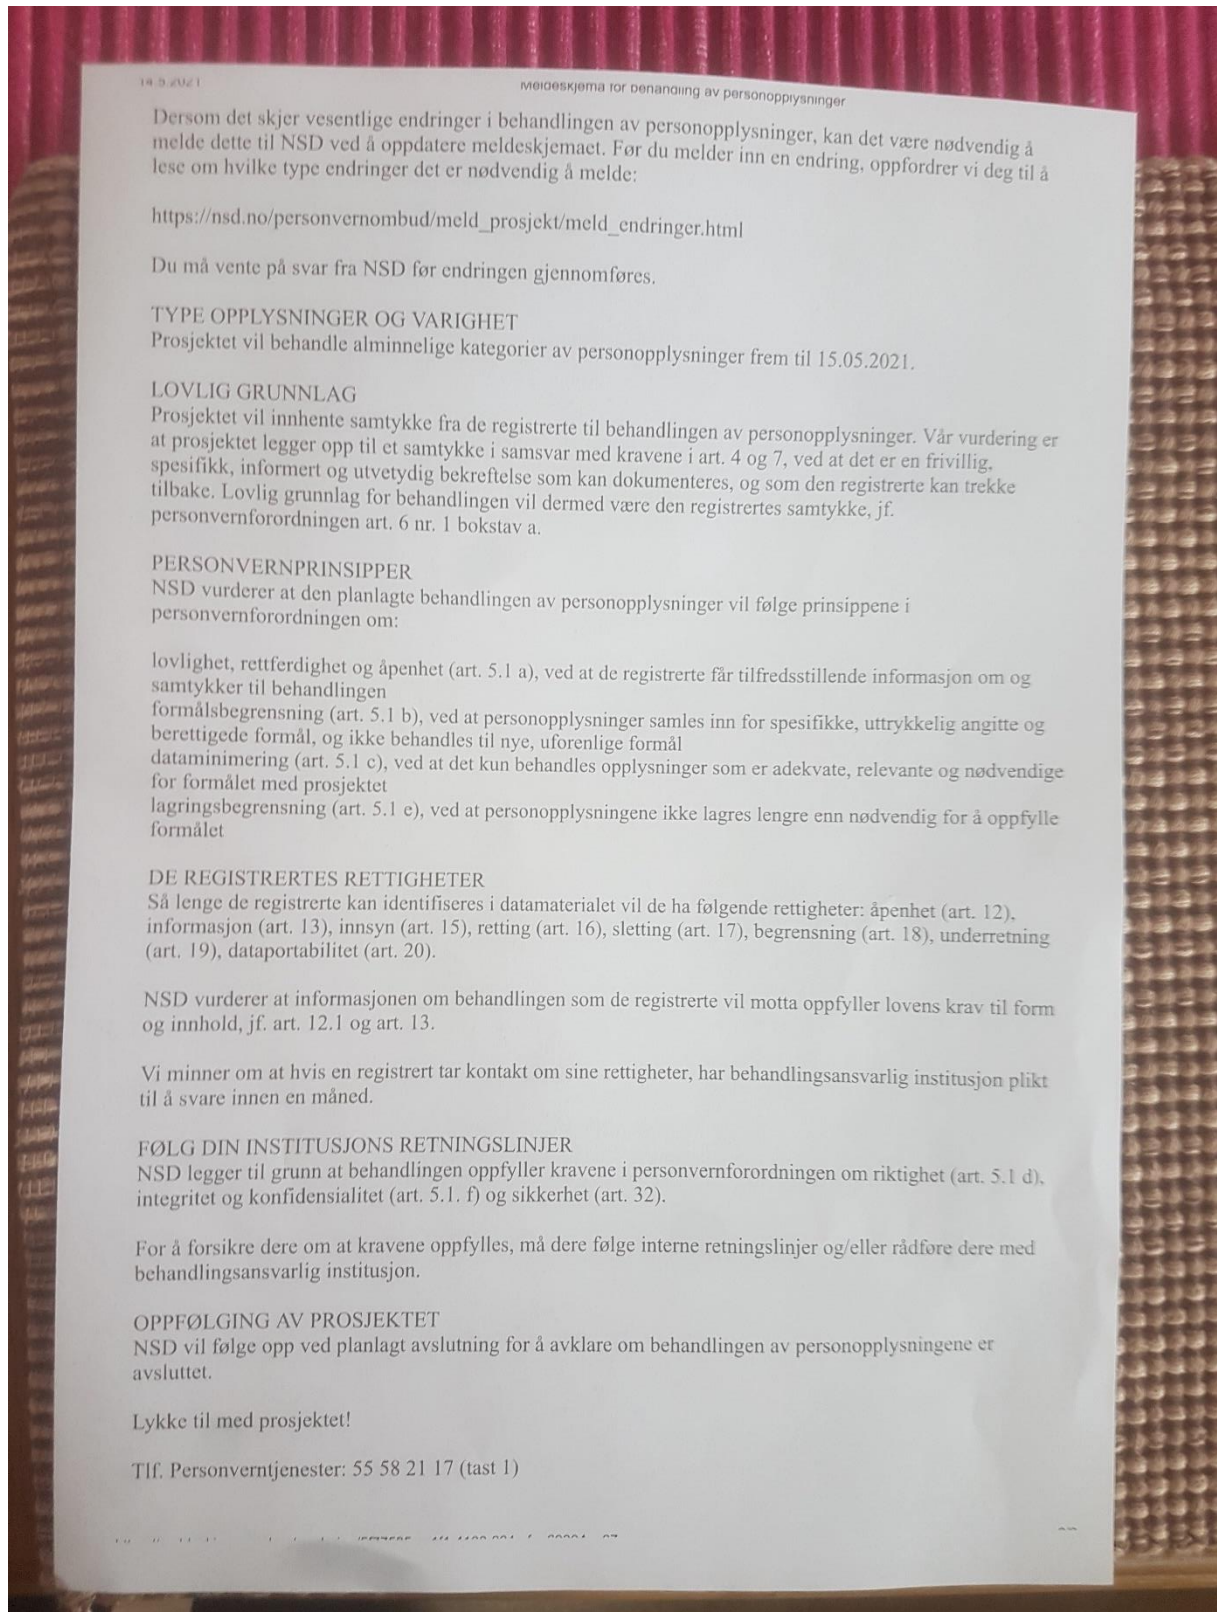 14.5.2021
Meldeskjema for behandling av personopplysninger
Dersom det skjer vesentlige endringer i behandlingen av personopplysninger, kan det være nødvendig å
melde dette til NSD ved å oppdatere meldeskjemaet. Før du melder inn en endring, oppfordrer vi deg til å
lese om hvilke type endringer det er nødvendig å melde:
https://nsd.no/personvernombud/meld_prosjekt/meld_endringer.html
Du må vente på svar fra NSD før endringen gjennomføres.
TYPE OPPLYSNINGER OG VARIGHET
Prosjektet vil behandle alminnelige kategorier av personopplysninger frem til 15.05.2021.
LOVLIG GRUNNLAG
Prosjektet vil innhente samtykke fra de registrerte til behandlingen av personopplysninger. Vår vurdering er
at prosjektet legger opp til et samtykke i samsvar med kravene i art. 4 og 7, ved at det er en frivillig,
spesifikk, informert og utvetydig bekreftelse som kan dokumenteres, og som den registrerte kan trekke
tilbake. Lovlig grunnlag for behandlingen vil dermed være den registrertes samtykke, jf.
personvernforordningen art. 6 nr. 1 bokstav a.
PERSONVERNPRINSIPPER
NSD vurderer at den planlagte behandlingen av personopplysninger vil følge prinsippene i
personvernforordningen om:
lovlighet, rettferdighet og åpenhet (art. 5.1 a), ved at de registrerte får tilfredsstillende informasjon om og
samtykker til behandlingen
formålsbegrensning (art. 5.1 b), ved at personopplysninger samles inn for spesifikke, uttrykkelig angitte og
berettigede formål, og ikke behandles til nye, uforenlige formål
dataminimering (art. 5.1 c), ved at det kun behandles opplysninger som er adekvate, relevante og nødvendige
for formålet med prosjektet
lagringsbegrensning (art. 5.1 e), ved at personopplysningene ikke lagres lengre enn nødvendig for å oppfylle
formålet
DE REGISTRERTES RETTIGHETER
Så lenge de registrerte kan identifiseres i datamaterialet vil de ha følgende rettigheter: åpenhet (art. 12),
informasjon (art. 13), innsyn (art. 15), retting (art. 16), sletting (art. 17), begrensning (art. 18), underretning
(art. 19), dataportabilitet (art. 20).
NSD vurderer at informasjonen om behandlingen som de registrerte vil motta oppfyller lovens krav til form
og innhold, jf. art. 12.1 og art. 13.
Vi minner om at hvis en registrert tar kontakt om sine rettigheter, har behandlingsansvarlig institusjon plikt
til å svare innen en måned.
FØLG DIN INSTITUSJONS RETNINGSLINJER
NSD legger til grunn at behandlingen oppfyller kravene i personvernforordningen om riktighet (art. 5.1 d),
integritet og konfidensialitet (art. 5.1. f) og sikkerhet (art. 32).
For å forsikre dere om at kravene oppfylles, må dere følge interne retningslinjer og/eller rådføre dere med
behandlingsansvarlig institusjon.
OPPFØLGING AV PROSJEKTET
NSD vil følge opp ved planlagt avslutning for å avklare om behandlingen av personopplysningene er
avsluttet.
Lykke til med prosjektet!
Tlf. Personverntjenester: 55 58 21 17 (tast 1)